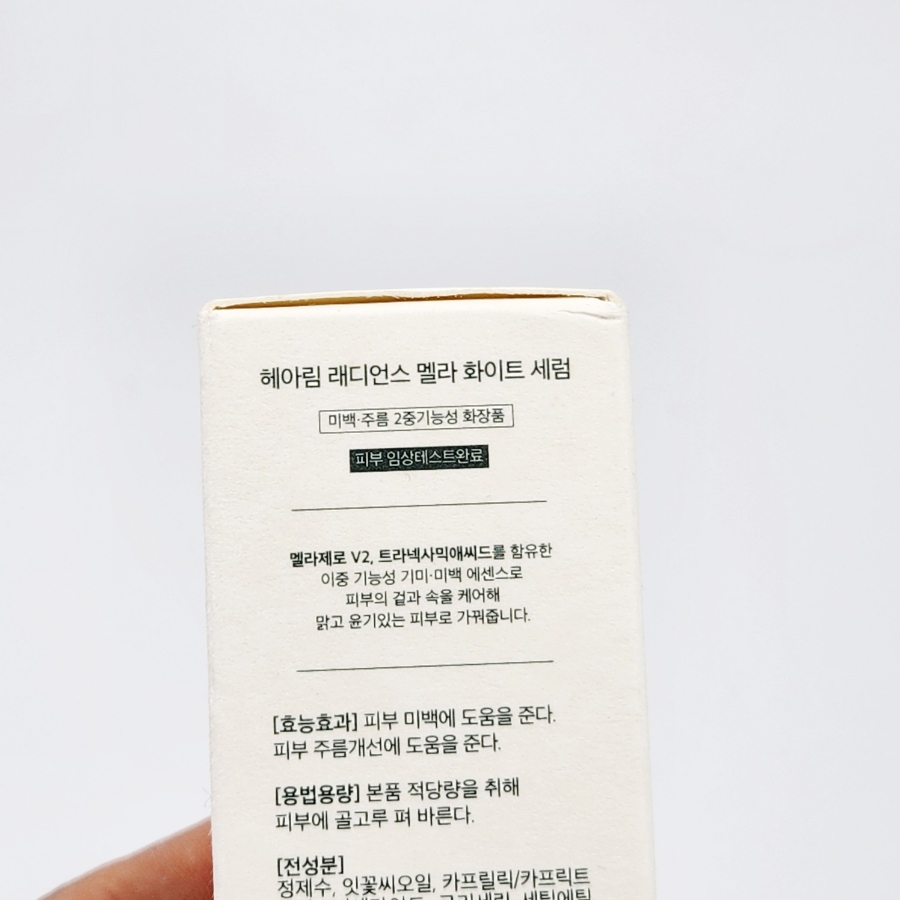 헤아림 래디언스 멜라 화이트 세럼
미백·주름 2중기능성 화장품
피부 임상테스트완료
멜라제로 V2, 트라넥사믹애씨드를 함유한
이중 기능성 기미·미백 에센스로
피부의 겉과 속을 케어해
맑고 윤기있는 피부로 가꿔줍니다.
[효능효과] 피부 미백에 도움을 준다.
피부 주름개선에 도움을 준다.
[용법용량] 본품 적당량을 취해
피부에 골고루 펴 바른다.
[전성분]
정제수, 잇꽃씨오일, 카프릴릭/카프릭트
글리세린, 세틸에틸